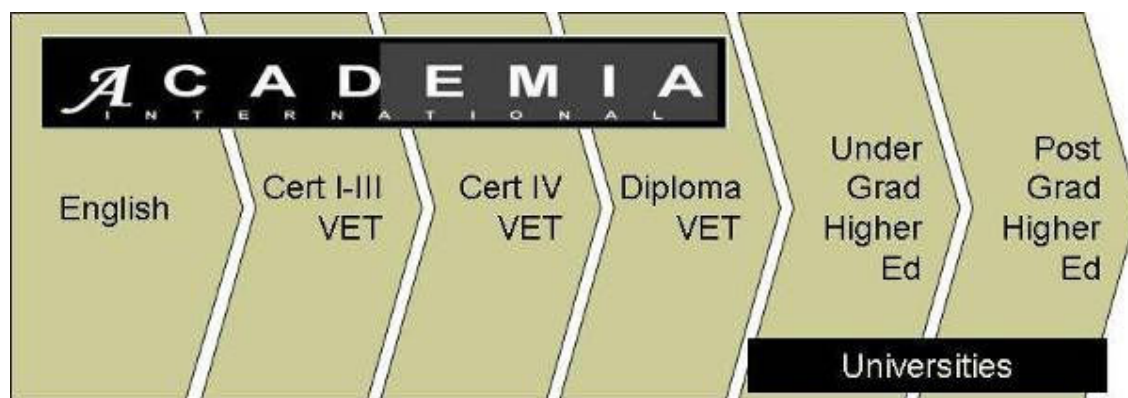 ACADEMIA
INTERNATIONAL
English
Cert I-III
VET
Cert IV
VET
Diploma
VET
Under
Grad
Higher
Ed
Post
Grad
Higher
Ed
Universities